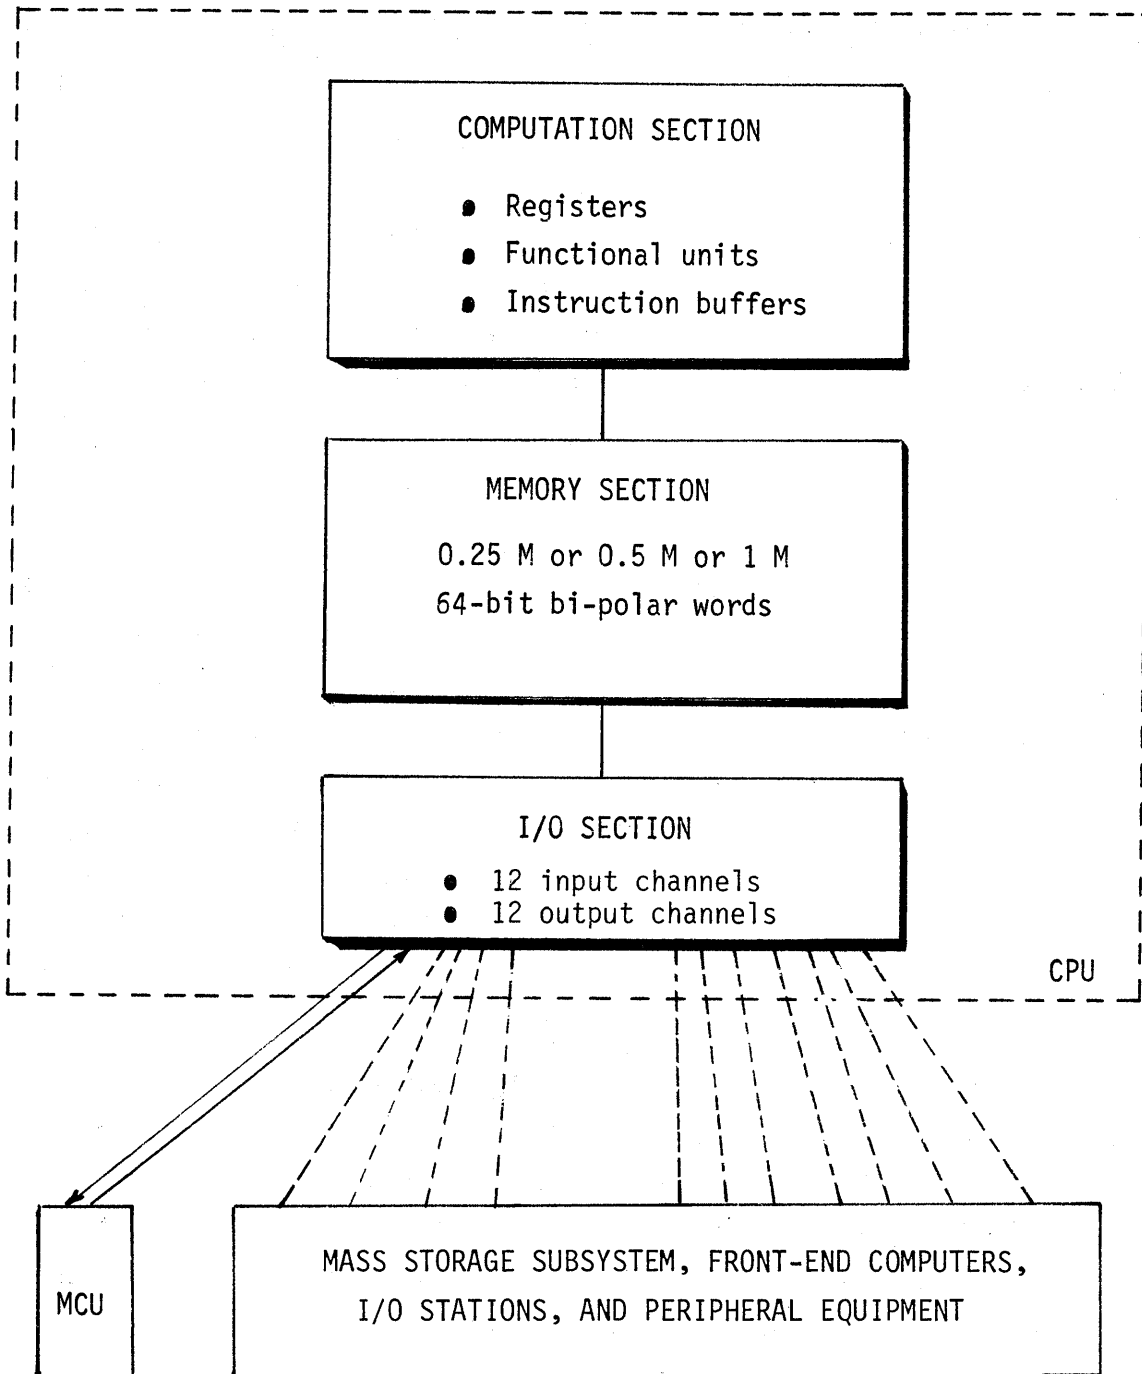 COMPUTATION SECTION
● Registers
● Functional units
● Instruction buffers
MEMORY SECTION
0.25 M or 0.5 M or 1 M
64-bit bi-polar words
I/O SECTION
● 12 input channels
● 12 output channels
CPU
MCU
MASS STORAGE SUBSYSTEM, FRONT-END COMPUTERS,
I/O STATIONS, AND PERIPHERAL EQUIPMENT